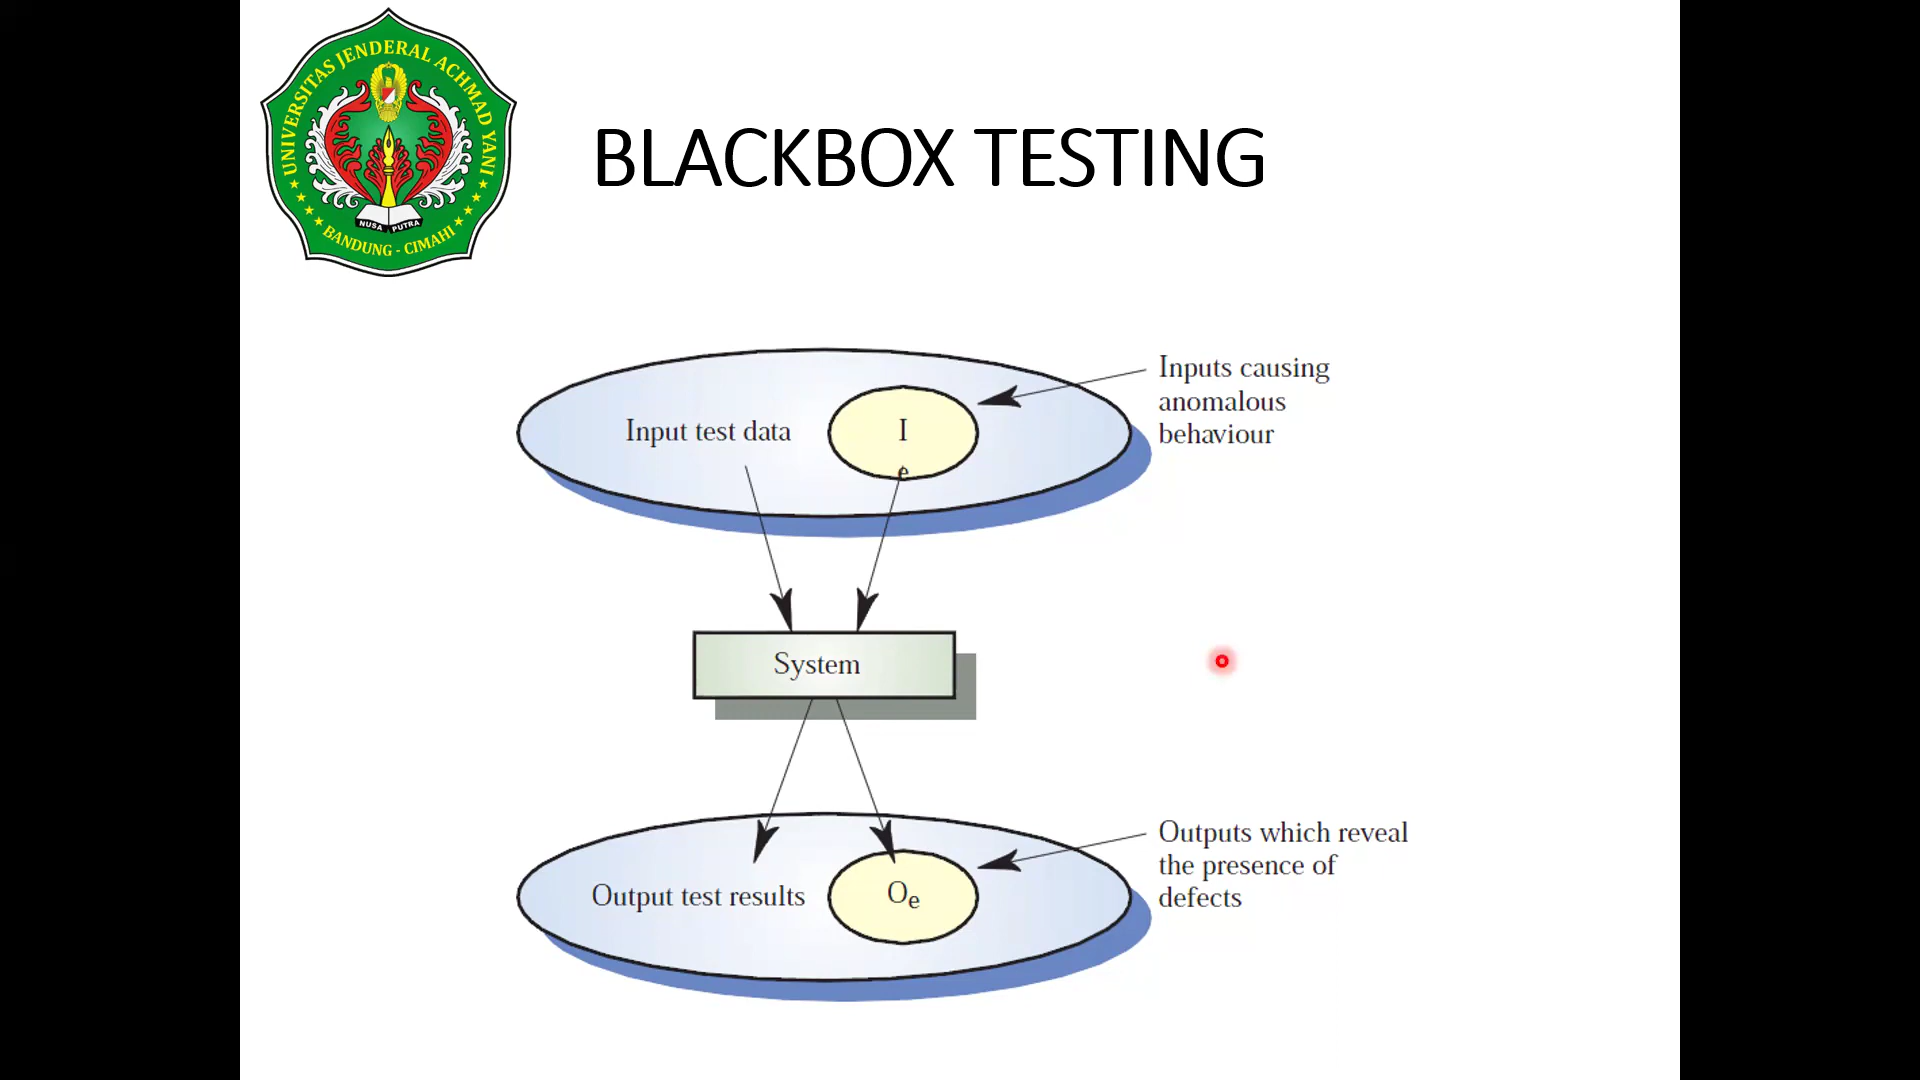 UNIVERSITAS JENDERAL ACHMAD YANI
NUSA PUTRA
BANDUNG - CIMAHI
BLACKBOX TESTING
Inputs causing
anomalous
behaviour
Input test data
I
e
System
Outputs which reveal
the presence of
defects
Output test results
Oe